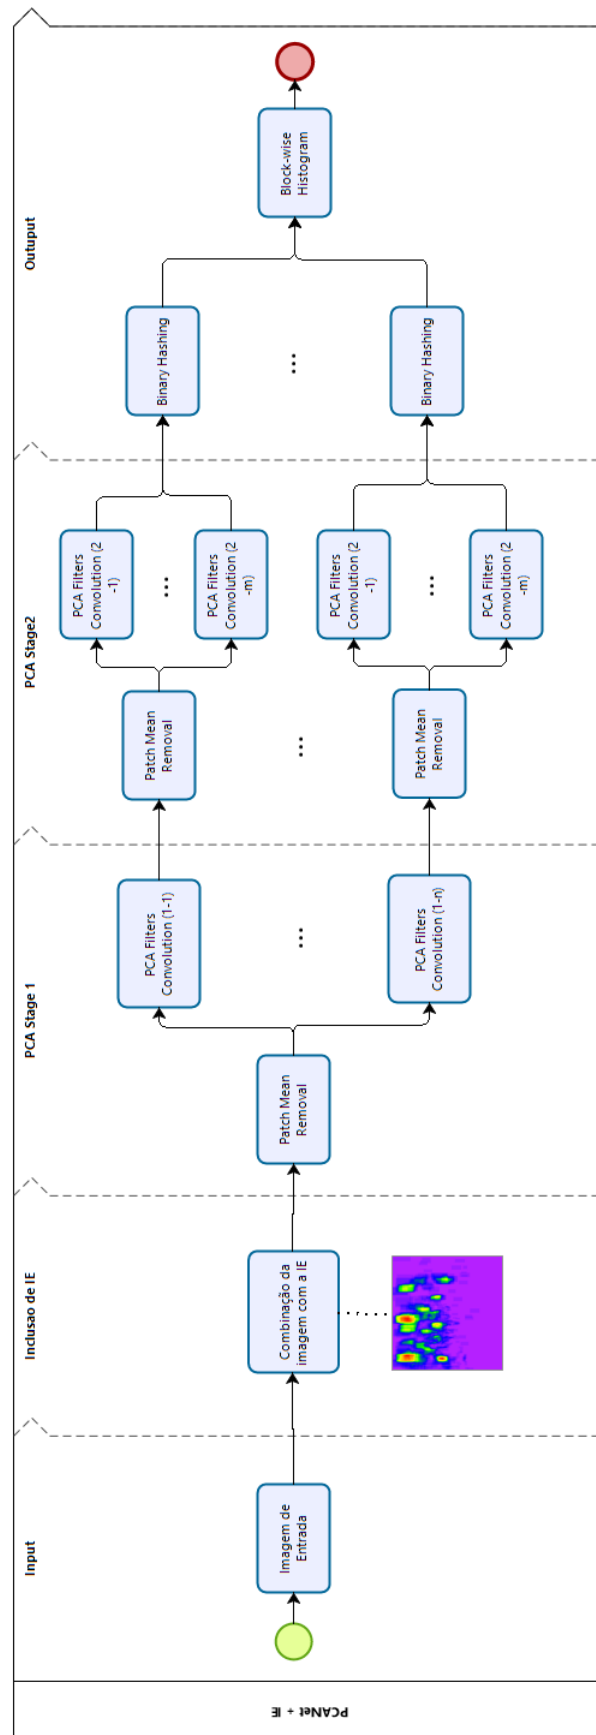 PCANet + IE
Input
Imagem de
Entrada
Inclusao de IE
Combinação da
imagem com a IE
PCA Stage 1
Patch Mean
Removal
PCA Filters
Convolution (1-1)
...
PCA Filters
Convolution (1-n)
PCA Stage2
Patch Mean
Removal
...
Patch Mean
Removal
PCA Filters
Convolution (2
-1)
...
PCA Filters
Convolution (2
-m)
PCA Filters
Convolution (2
-1)
...
PCA Filters
Convolution (2
-m)
Outuput
Binary Hashing
...
Binary Hashing
Block-wise
Histogram